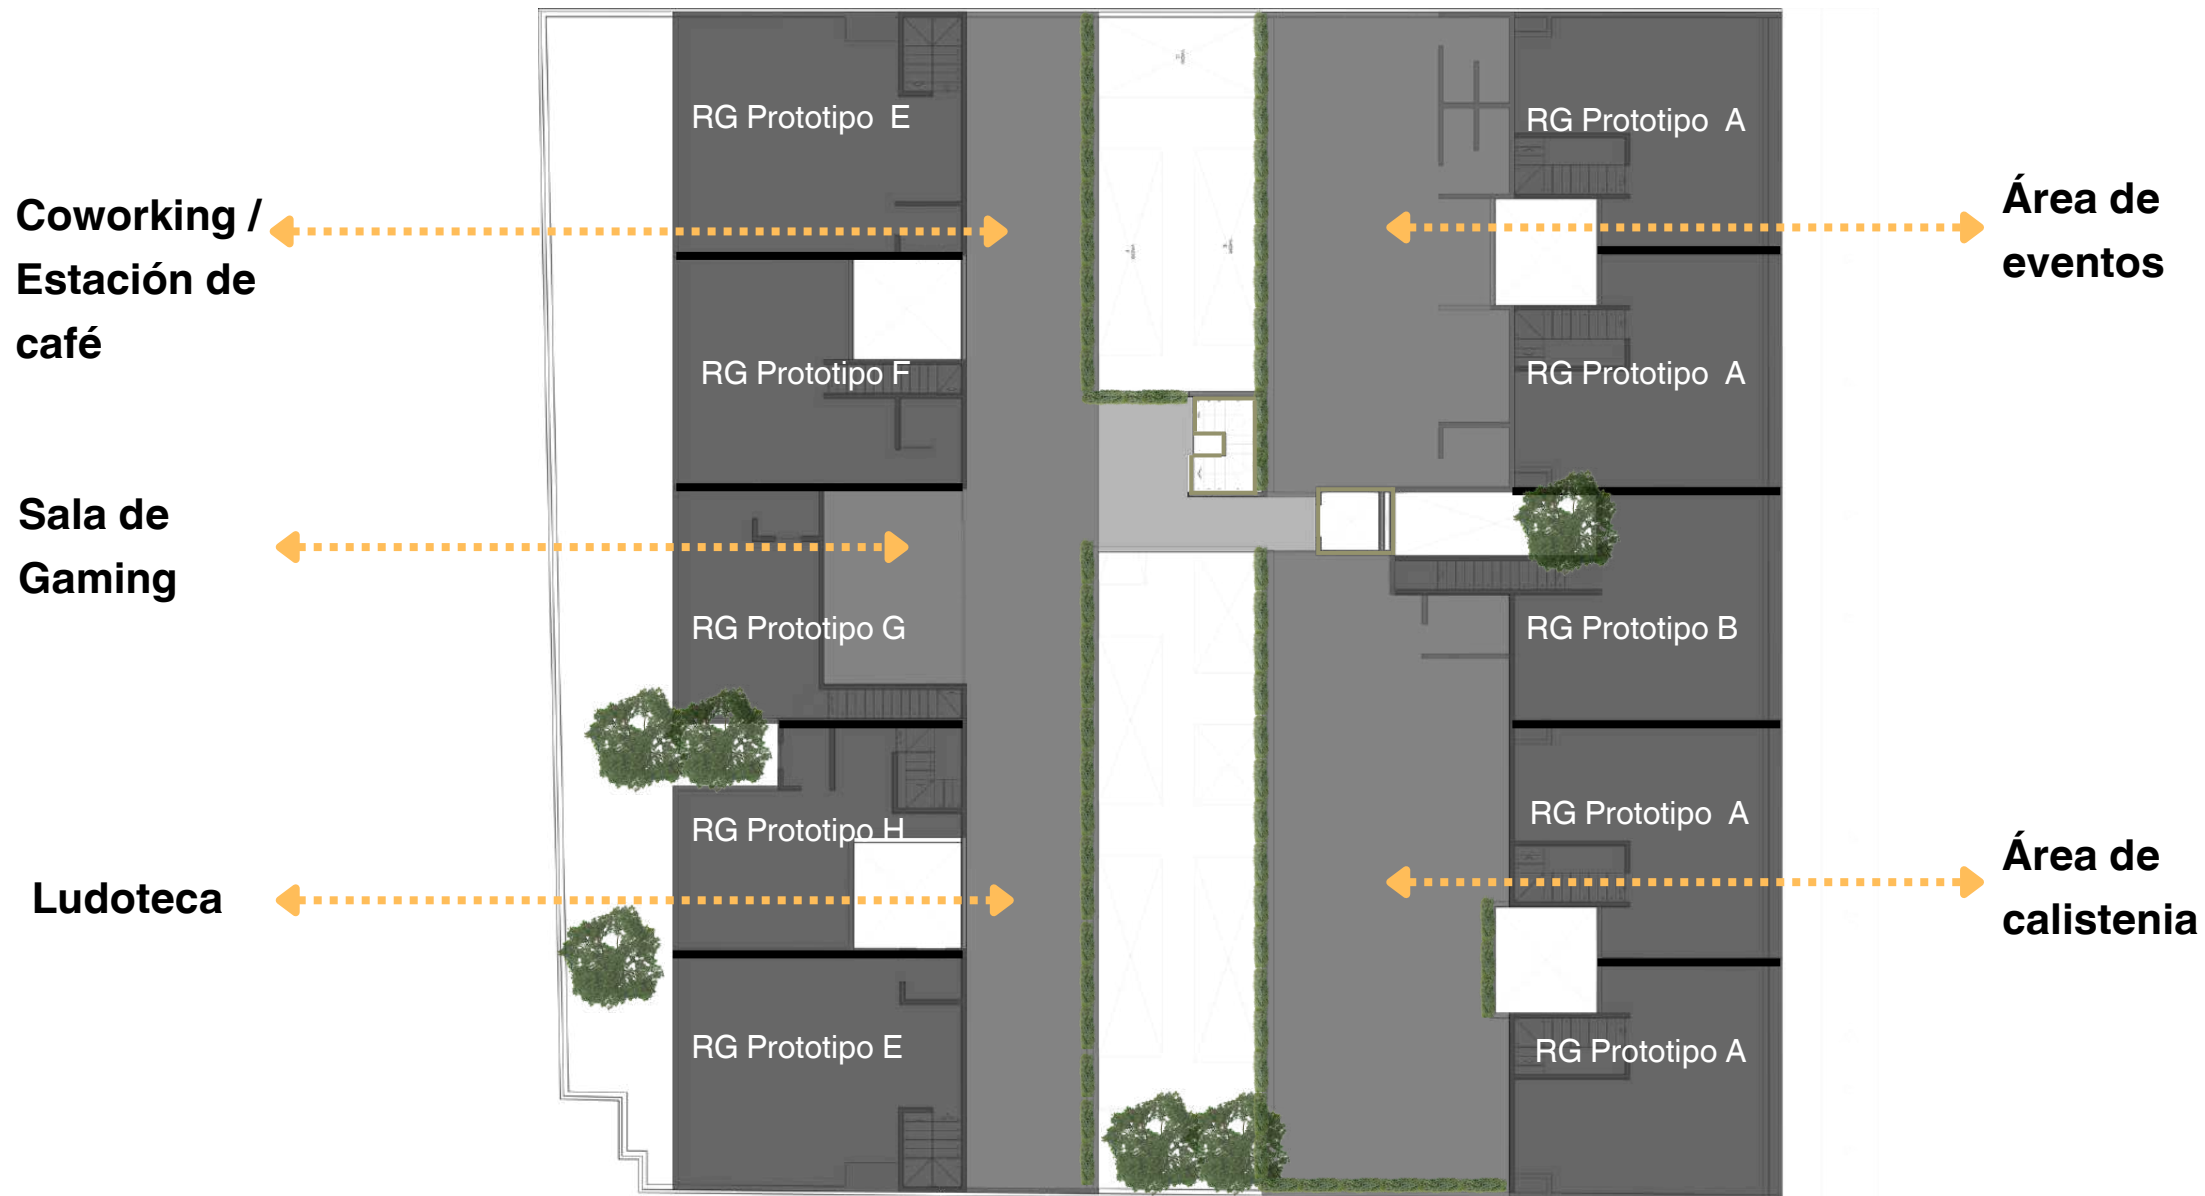 RG Prototipo E
RG Prototipo A
Coworking /
Estación de
café
Área de
eventos
RG Prototipo F
RG Prototipo A
Sala de
Gaming
RG Prototipo G
RG Prototipo B
RG Prototipo H
RG Prototipo A
Ludoteca
Área de
calistenia
RG Prototipo E
RG Prototipo A